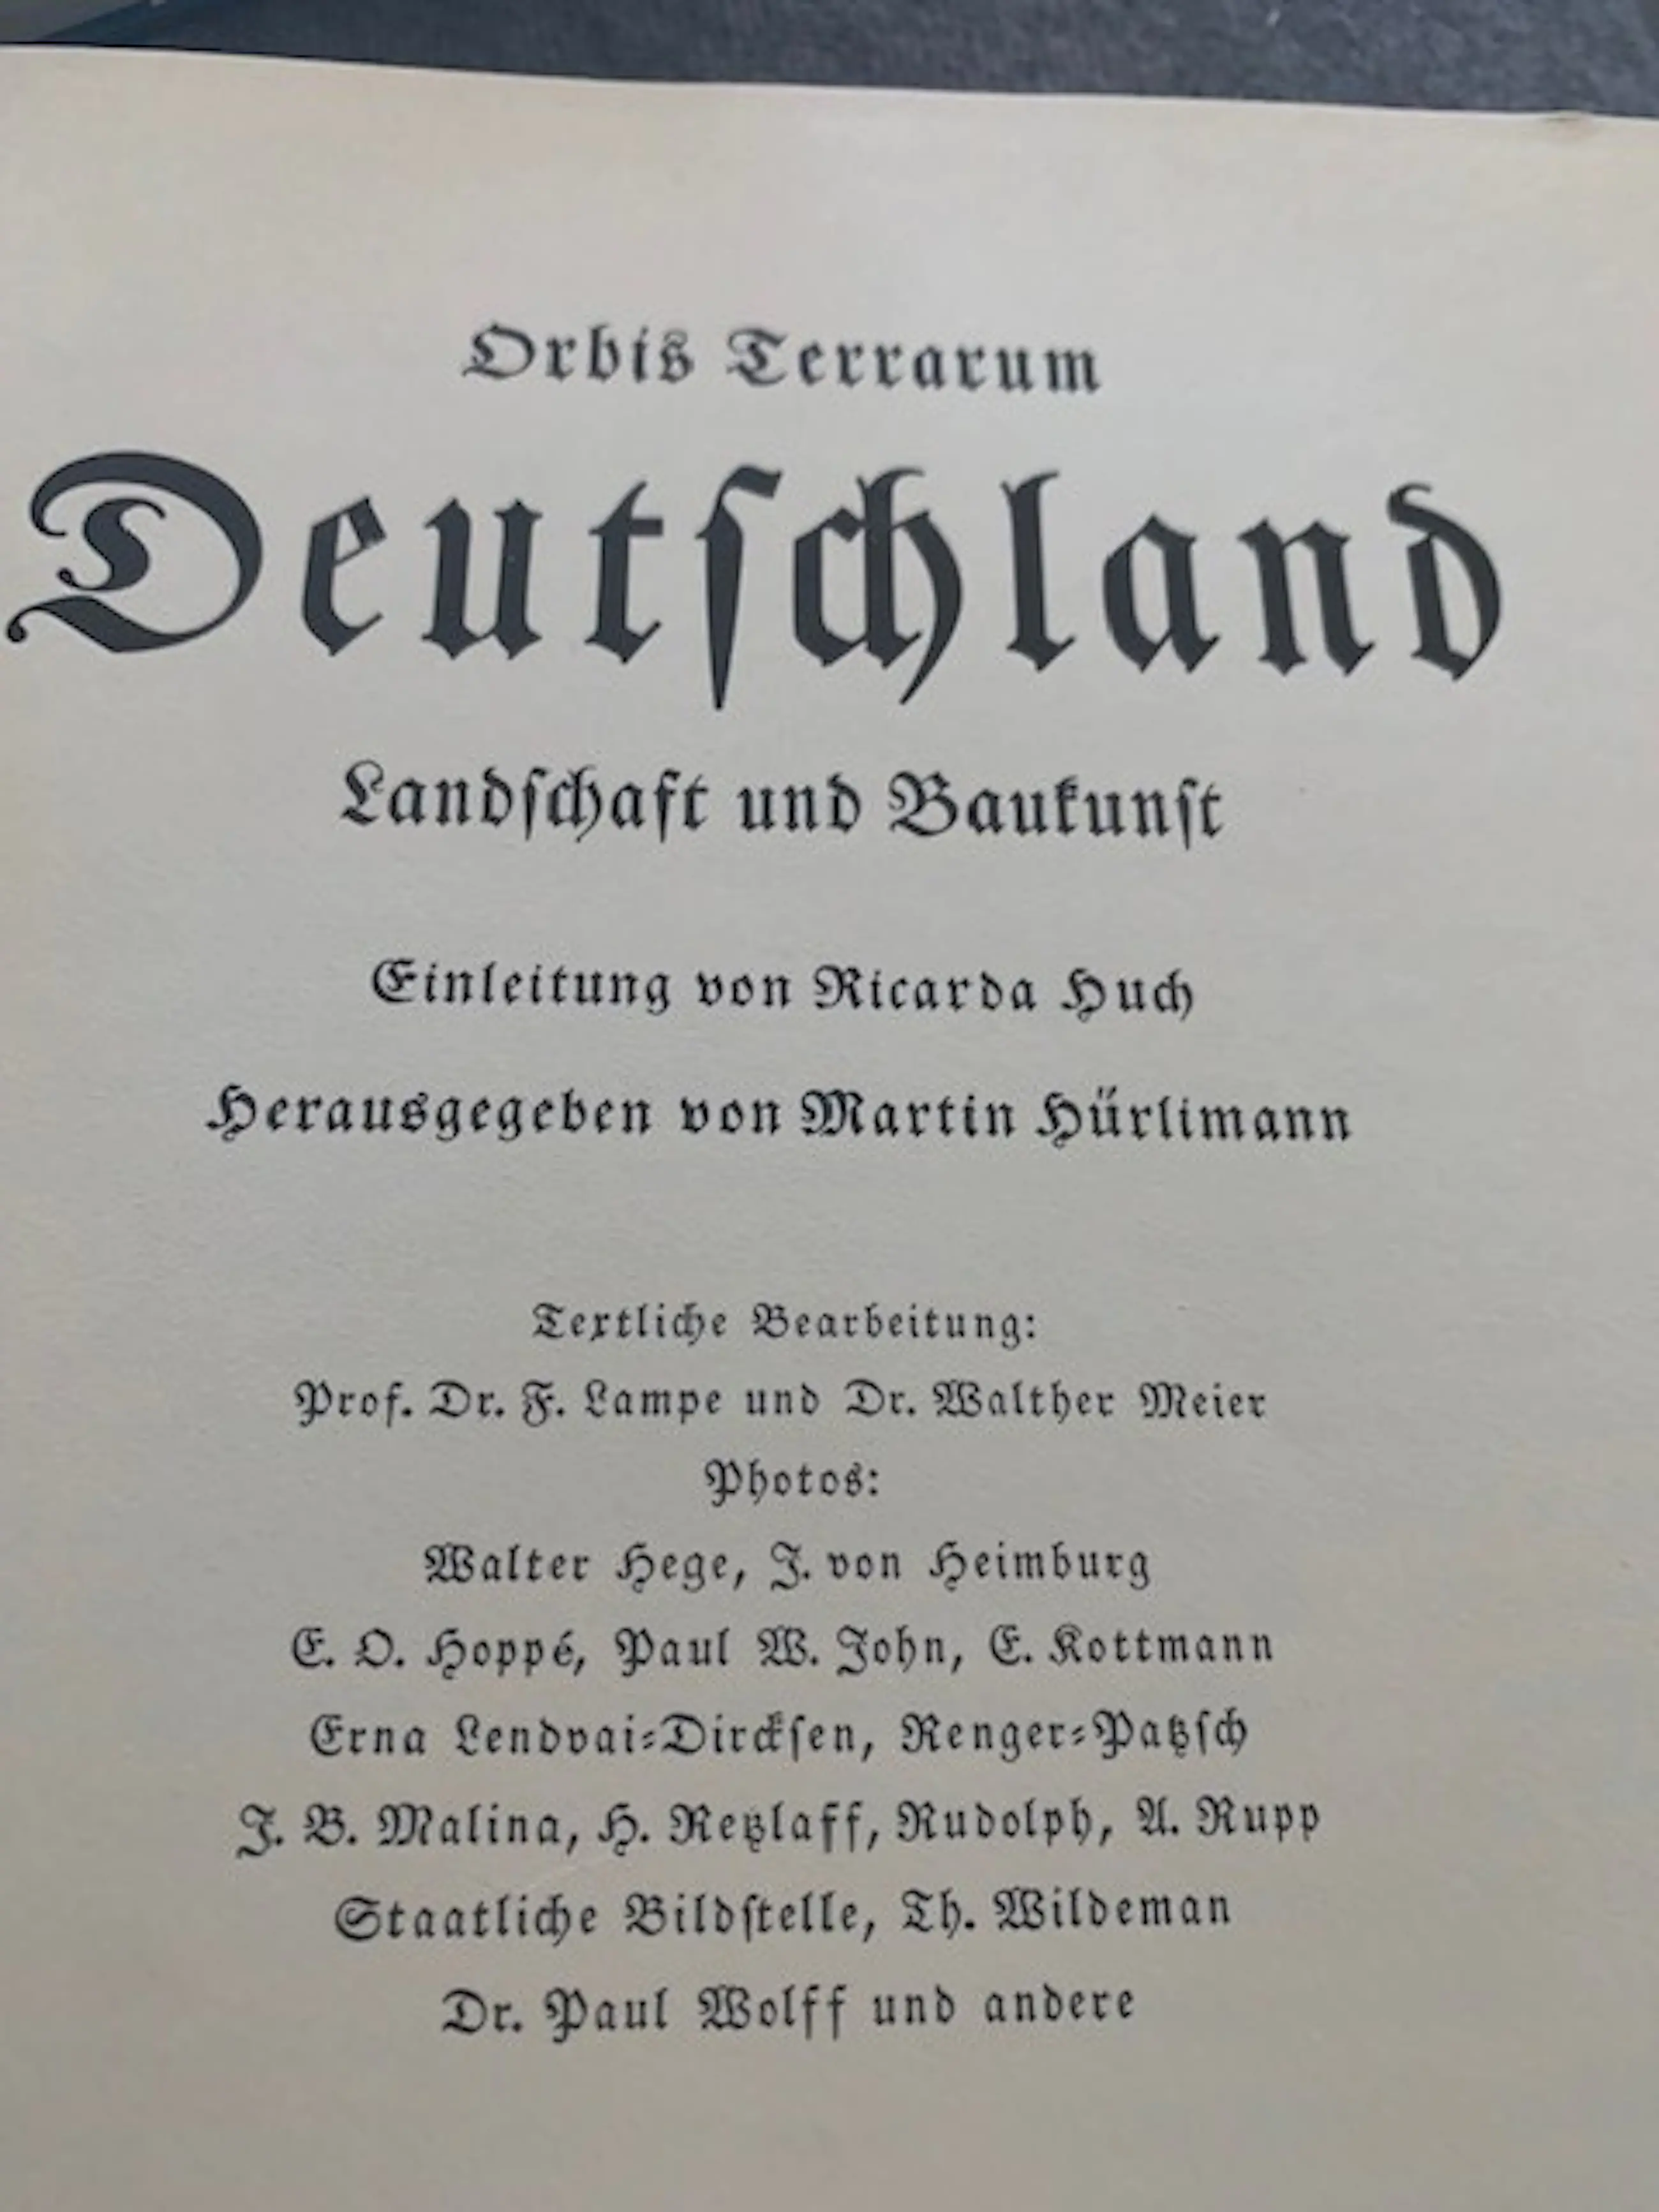 Orbis Terrarum
Deutſchland
Landſchaft und Baukunſt
Einleitung von Ricarda Huch
Herausgegeben von Martin Hürlimann
Textliche Bearbeitung:
Prof. Dr. F. Lampe und Dr. Walther Meier
Photos:
Walter Hege, J. von Heimburg
E. O. Hoppé, Paul W. John, E. Kottmann
Erna Lendvai⸗Dirckſen, Renger⸗Patzſch
J. B. Malina, H. Retzlaff, Rudolph, A. Rupp
Staatliche Bildſtelle, Th. Wildeman
Dr. Paul Wolff und andere